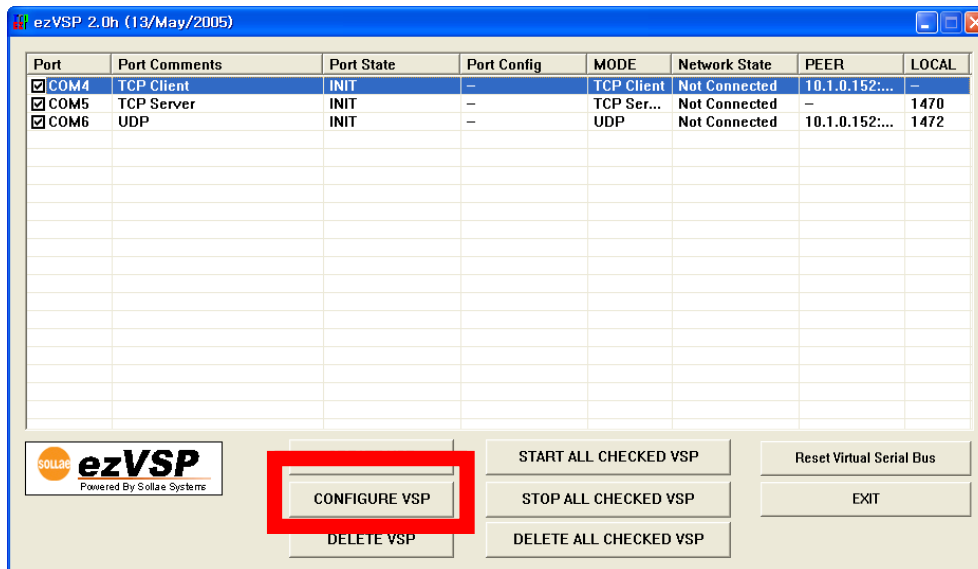 ezVSP 2.0h (13/May/2005)
Port Port Comments Port State Port Config MODE Network State PEER LOCAL
COM4 TCP Client INIT – TCP Client Not Connected 10.1.0.152:... –
COM5 TCP Server INIT – TCP Ser... Not Connected – 1470
COM6 UDP INIT – UDP Not Connected 10.1.0.152:... 1472
SOLLAE ezVSP
Powered By Sollae Systems
START ALL CHECKED VSP Reset Virtual Serial Bus
CONFIGURE VSP STOP ALL CHECKED VSP EXIT
DELETE VSP DELETE ALL CHECKED VSP